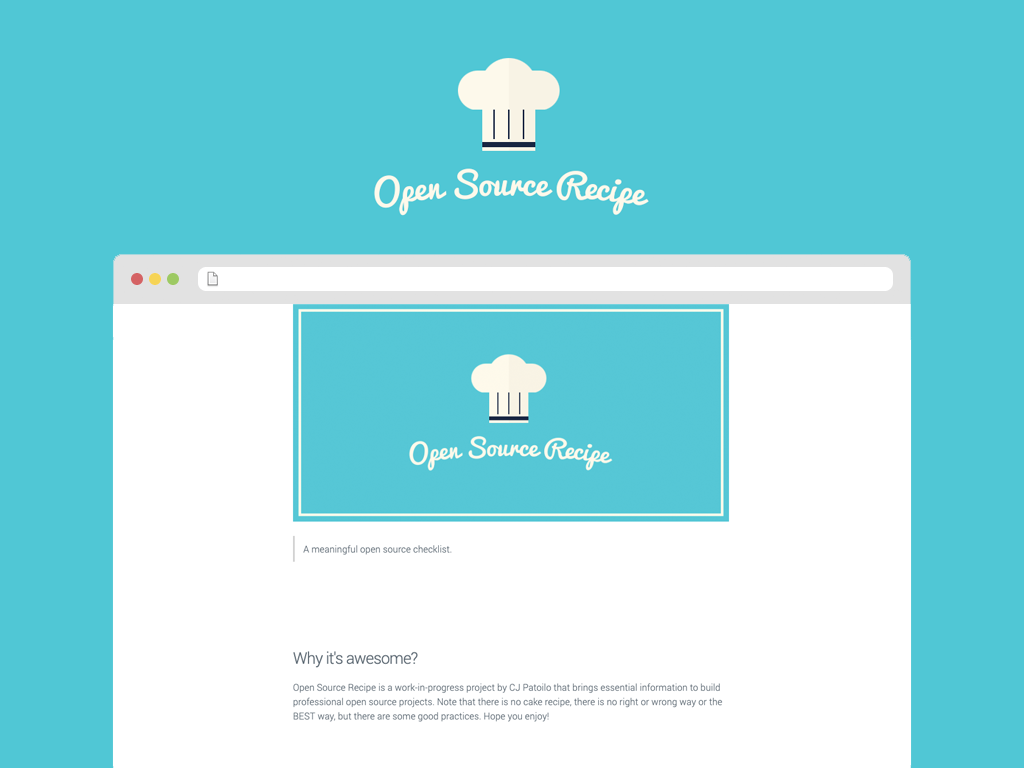 Open Source Recipe
Open Source Recipe
A meaningful open source checklist.
Why it's awesome?
Open Source Recipe is a work-in-progress project by CJ Patoilo that brings essential information to build
professional open source projects. Note that there is no cake recipe, there is no right or wrong way or the
BEST way, but there are some good practices. Hope you enjoy!